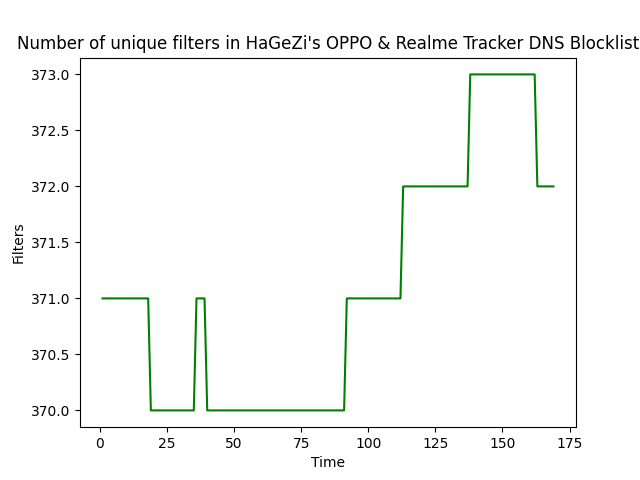 Number of unique filters in HaGeZi's OPPO & Realme Tracker DNS Blocklist
373.0
372.5
372.0
371.5
371.0
370.5
370.0
Filters
0 25 50 75 100 125 150 175
Time